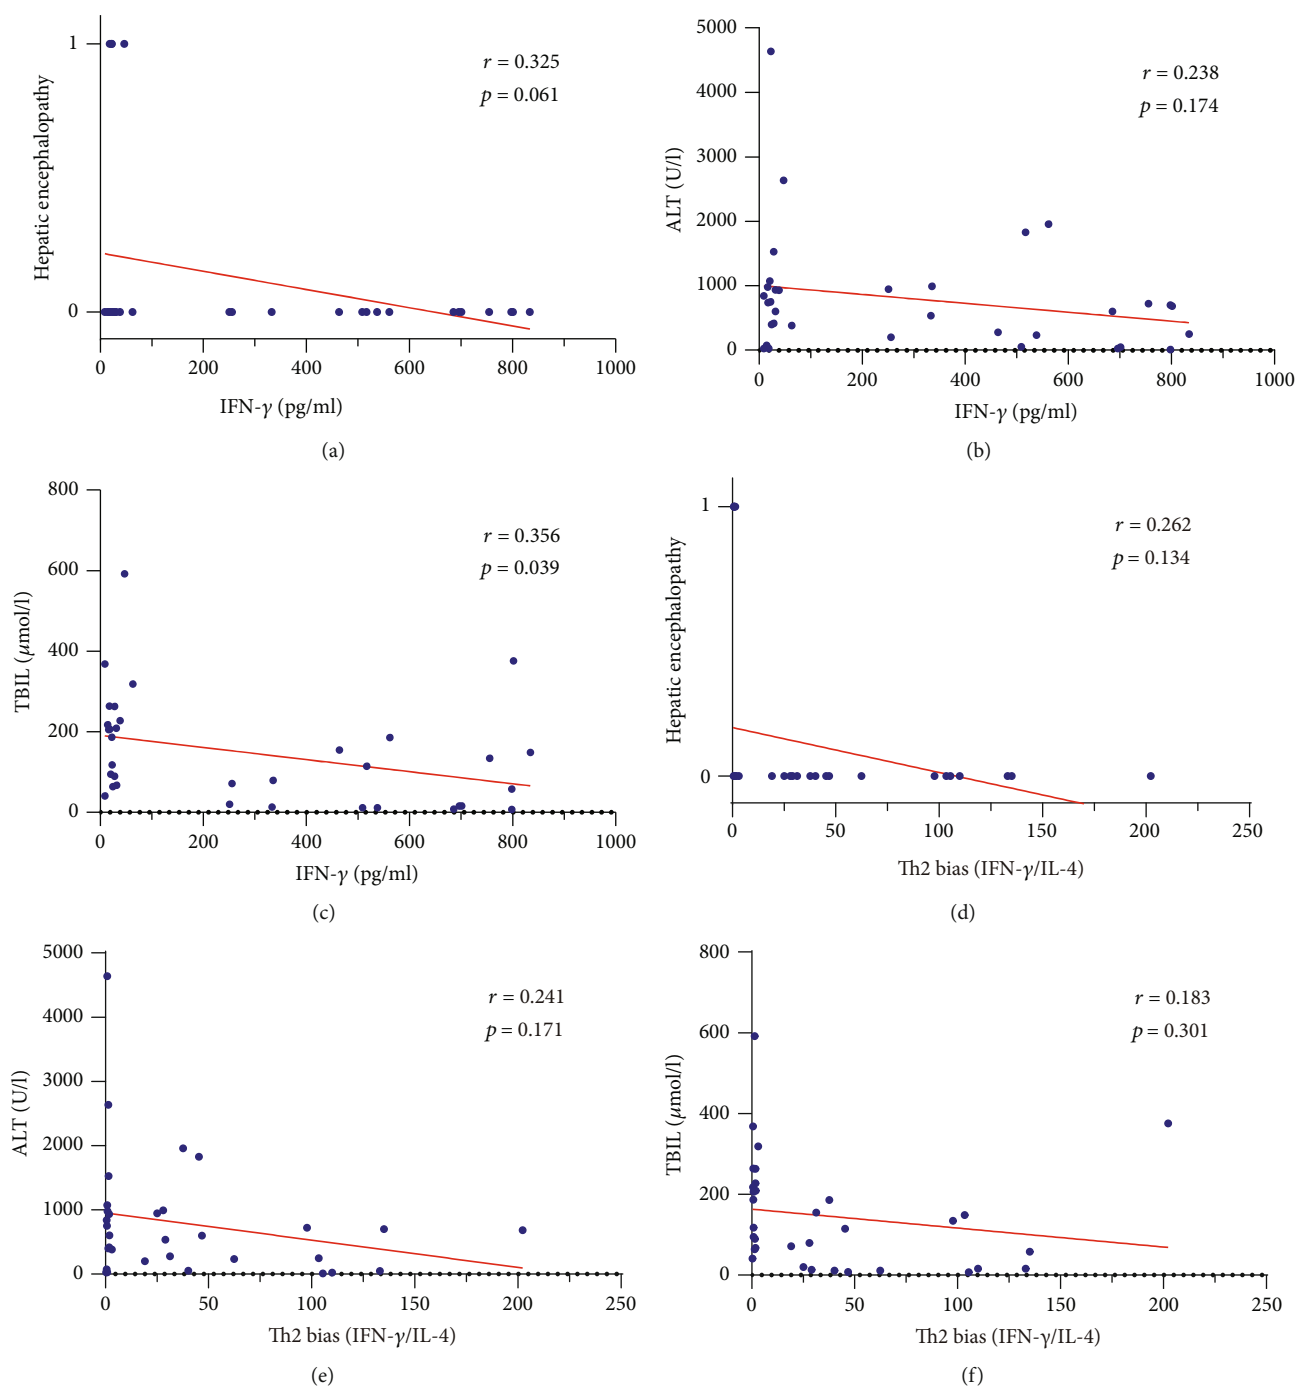 1
0
Hepatic encephalopathy
r = 0.325
p = 0.061
0 200 400 600 800 1000
IFN-γ (pg/ml)
(a)
5000
4000
3000
2000
1000
0
ALT (U/l)
r = 0.238
p = 0.174
0 200 400 600 800 1000
IFN-γ (pg/ml)
(b)
800
600
400
200
0
TBIL (μmol/l)
r = 0.356
p = 0.039
0 200 400 600 800 1000
IFN-γ (pg/ml)
(c)
1
0
Hepatic encephalopathy
r = 0.262
p = 0.134
0 50 100 150 200 250
Th2 bias (IFN-γ/IL-4)
(d)
5000
4000
3000
2000
1000
0
ALT (U/l)
r = 0.241
p = 0.171
0 50 100 150 200 250
Th2 bias (IFN-γ/IL-4)
(e)
800
600
400
200
0
TBIL (μmol/l)
r = 0.183
p = 0.301
0 50 100 150 200 250
Th2 bias (IFN-γ/IL-4)
(f)